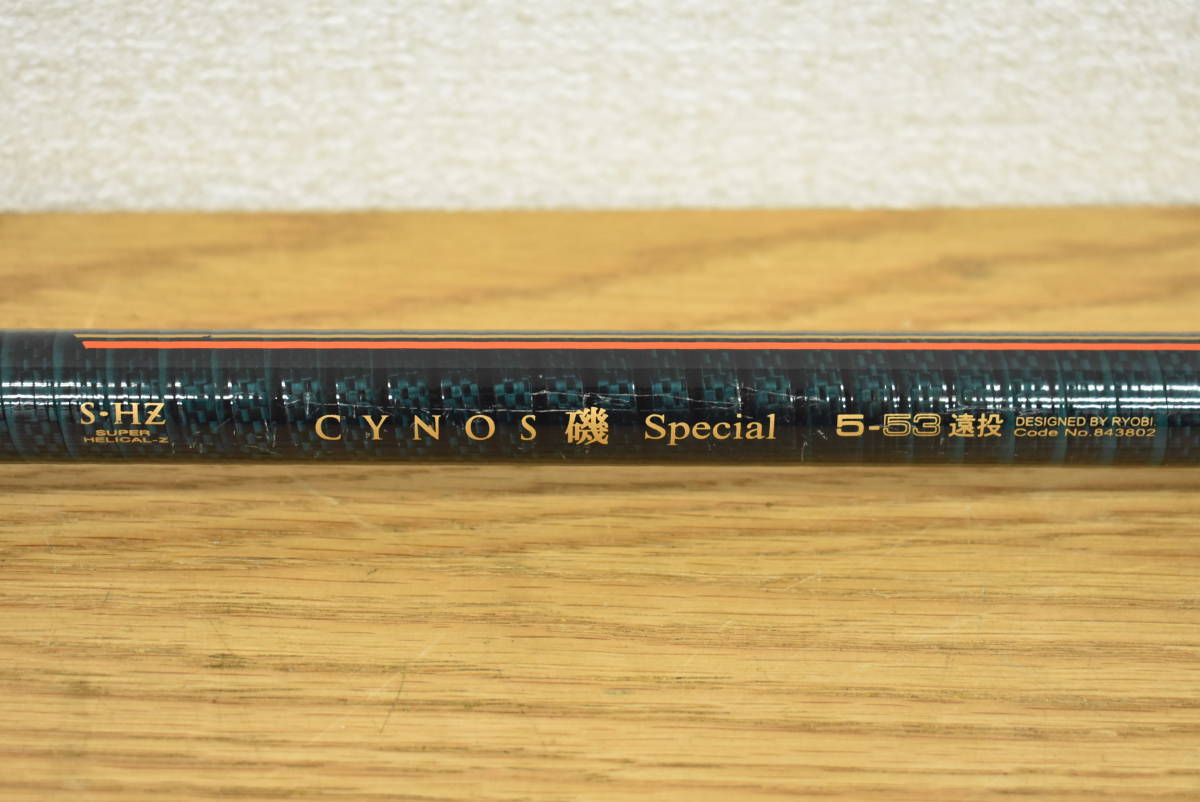 S·HZ
SUPER
HELICAL-Z
CYNOS 磯 Special 5-53 遠投
DESIGNED BY RYOBI.
Code No.843802